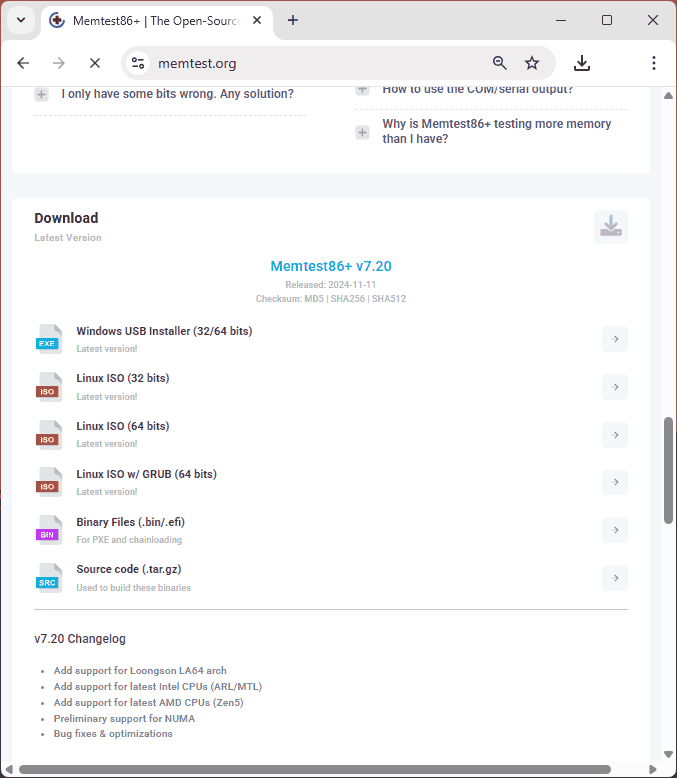 Memtest86+ | The Open-Sourc
memtest.org
I only have some bits wrong. Any solution?
How to use the COM/serial output?
Why is Memtest86+ testing more memory
than I have?
Download
Latest Version
Memtest86+ v7.20
Released: 2024-11-11
Checksum: MD5 | SHA256 | SHA512
EXE
Windows USB Installer (32/64 bits)
Latest version!
ISO
Linux ISO (32 bits)
Latest version!
ISO
Linux ISO (64 bits)
Latest version!
ISO
Linux ISO w/ GRUB (64 bits)
Latest version!
BIN
Binary Files (.bin/.efi)
For PXE and chainloading
SRC
Source code (.tar.gz)
Used to build these binaries
v7.20 Changelog
• Add support for Loongson LA64 arch
• Add support for latest Intel CPUs (ARL/MTL)
• Add support for latest AMD CPUs (Zen5)
• Preliminary support for NUMA
• Bug fixes & optimizations